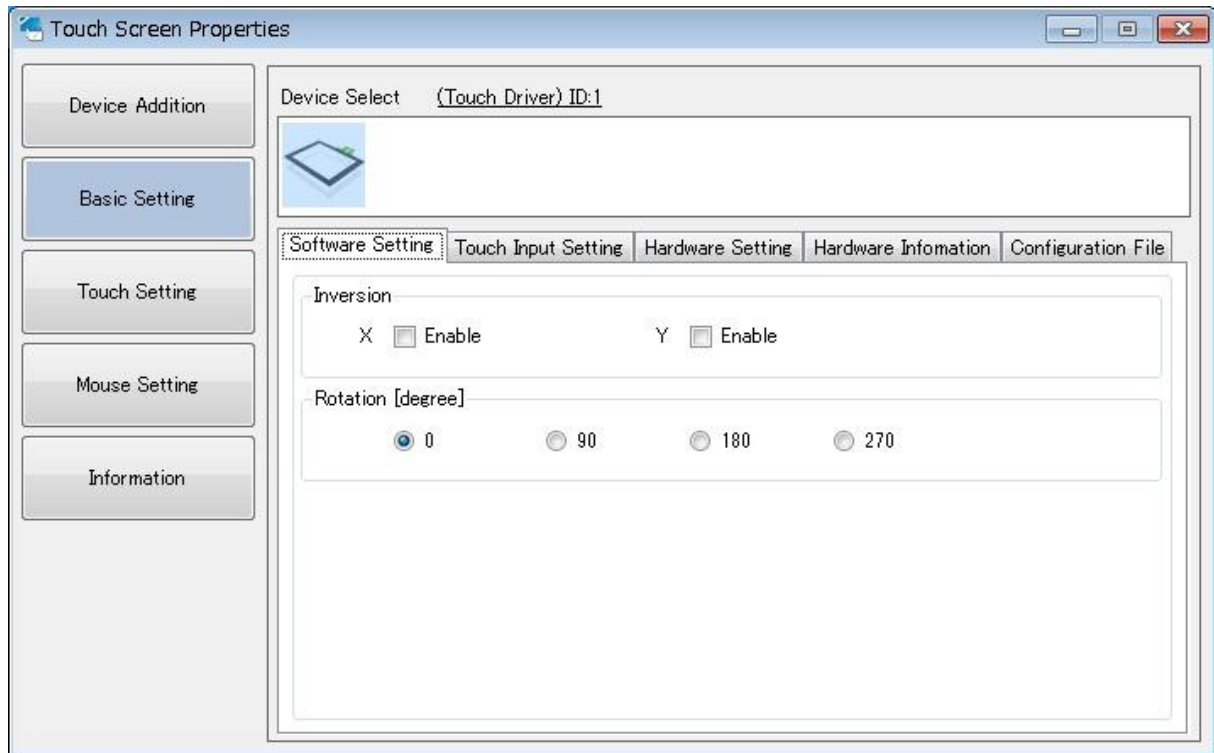 Touch Screen Properties
Device Addition
Basic Setting
Touch Setting
Mouse Setting
Information
Device Select (Touch Driver) ID:1
Software Setting Touch Input Setting Hardware Setting Hardware Infomation Configuration File
Inversion
X Enable Y Enable
Rotation [degree]
0 90 180 270